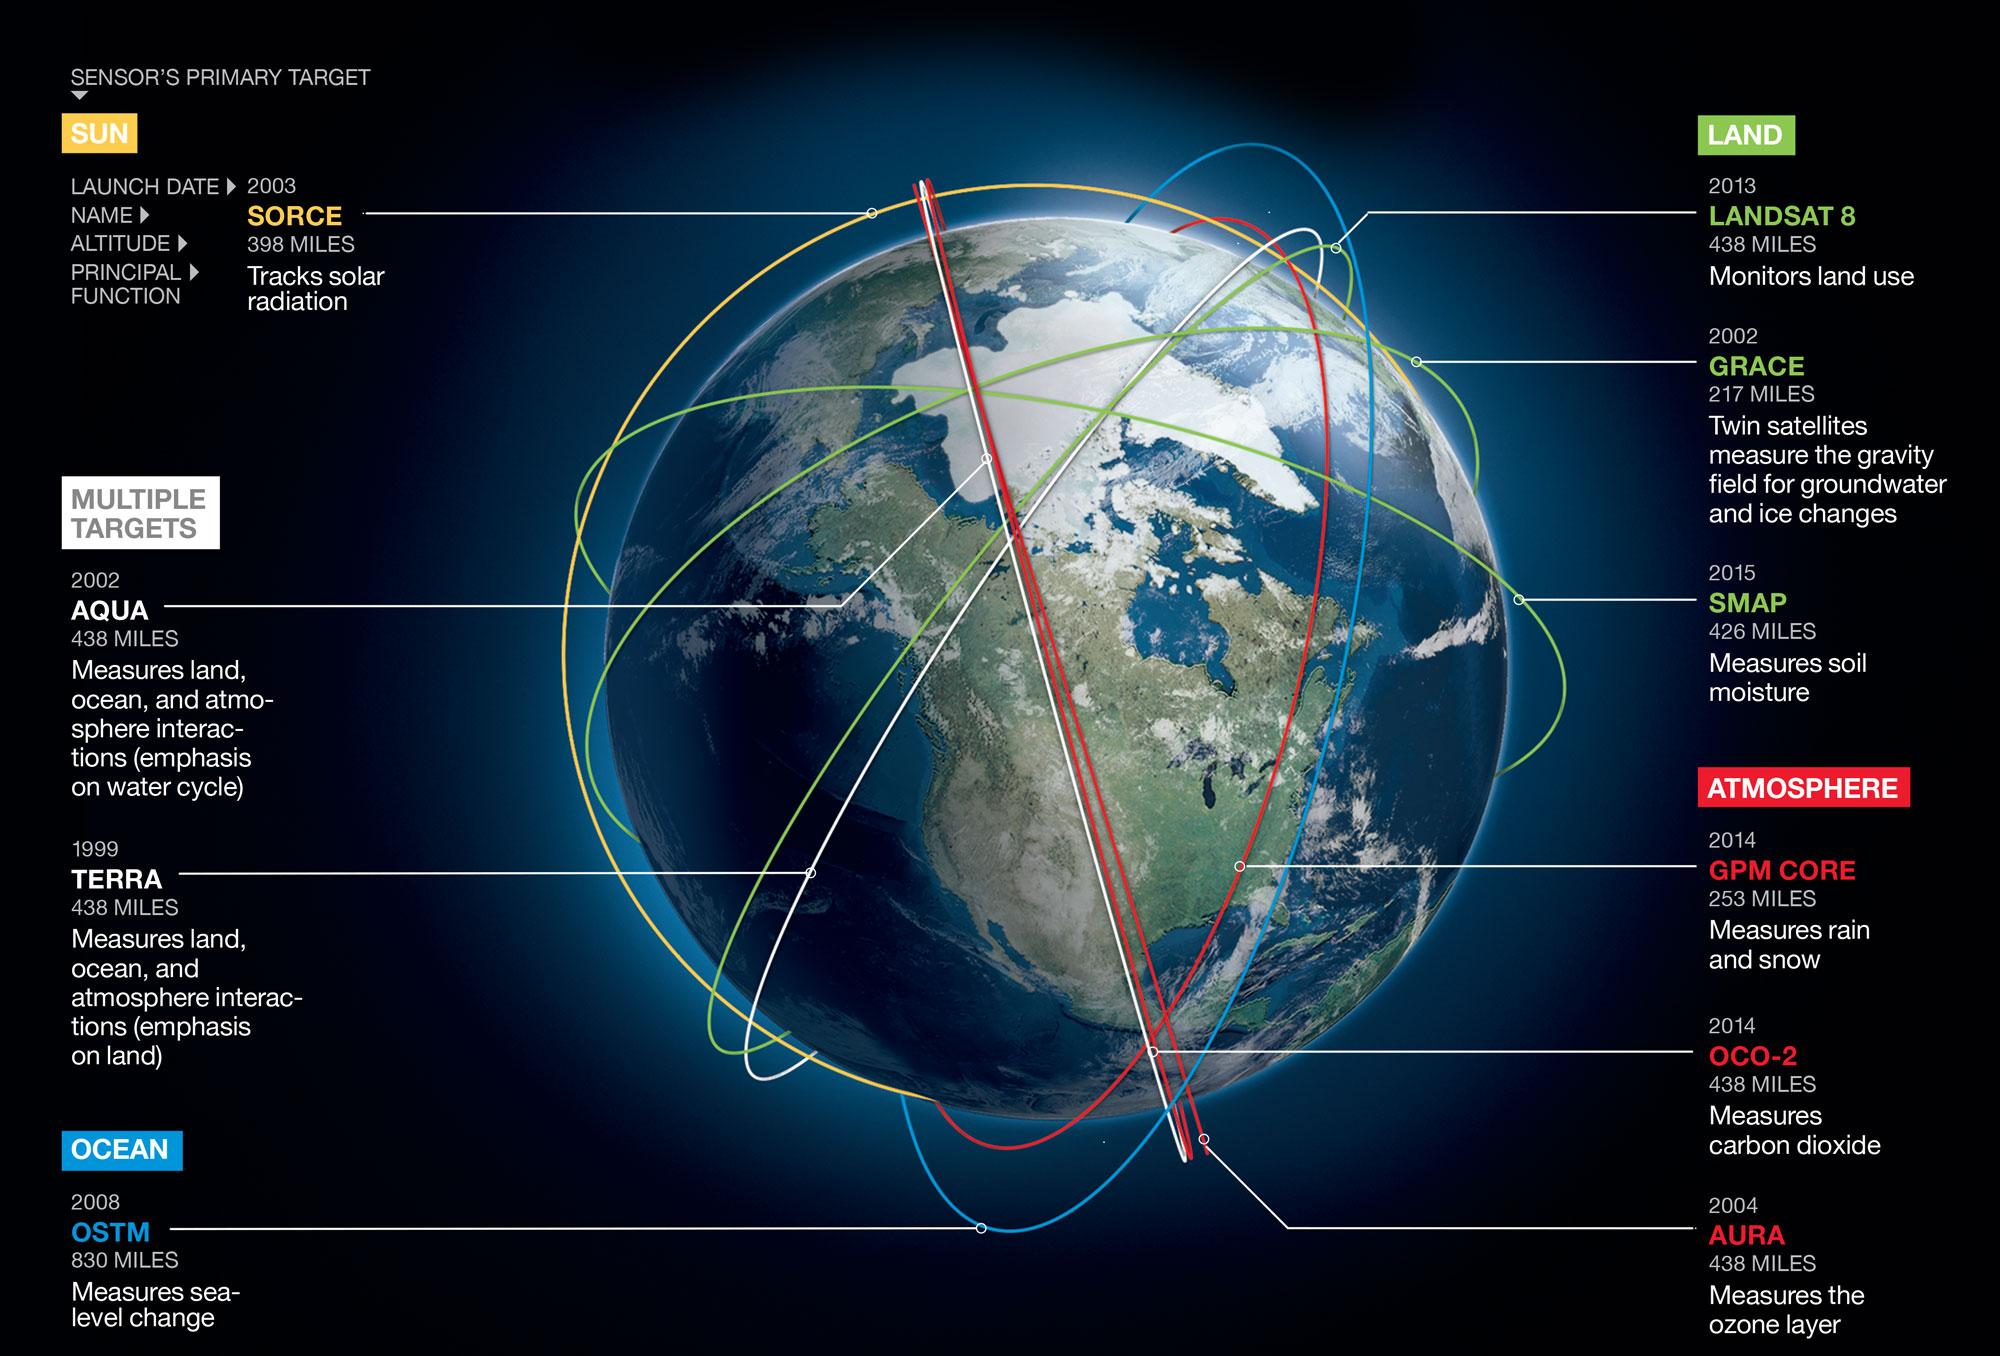 SENSOR'S PRIMARY TARGET
SUN
LAUNCH DATE 2003
NAME SORCE
ALTITUDE 398 MILES
PRINCIPAL FUNCTION
Tracks solar
radiation
MULTIPLE
TARGETS
2002
AQUA
438 MILES
Measures land,
ocean, and atmo-
sphere interac-
tions (emphasis
on water cycle)
1999
TERRA
438 MILES
Measures land,
ocean, and
atmosphere interac-
tions (emphasis
on land)
OCEAN
2008
OSTM
830 MILES
Measures sea-
level change
LAND
2013
LANDSAT 8
438 MILES
Monitors land use
2002
GRACE
217 MILES
Twin satellites
measure the gravity
field for groundwater
and ice changes
2015
SMAP
426 MILES
Measures soil
moisture
ATMOSPHERE
2014
GPM CORE
253 MILES
Measures rain
and snow
2014
OCO-2
438 MILES
Measures
carbon dioxide
2004
AURA
438 MILES
Measures the
ozone layer